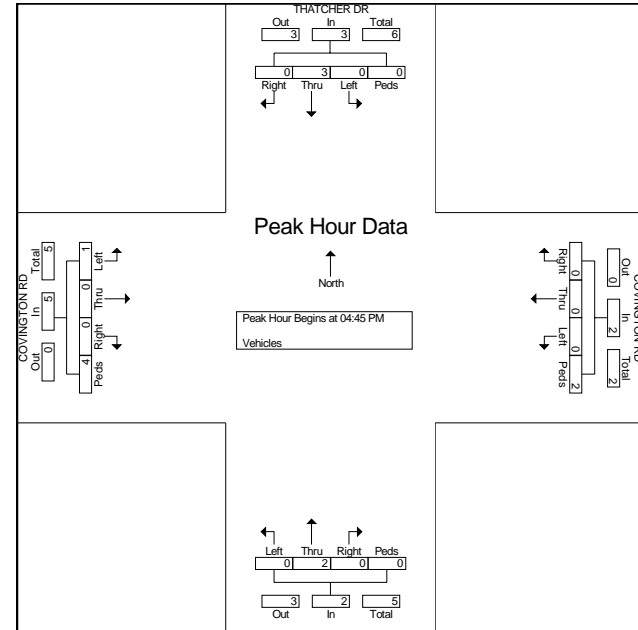 THATCHER DR
Out In Total
3 3 6
0 3 0 0
Right Thru Left Peds
Peak Hour Data
North
Peak Hour Begins at 04:45 PM
Vehicles
COVINGTON RD
Out In Total
0 5 5
Left Thru Right Peds
1 0 0 4
COVINGTON RD
Out In Total
0 2 2
Right Thru Left Peds
0 0 0 2
Left Thru Right Peds
0 2 0 0
3 2 5
Out In Total